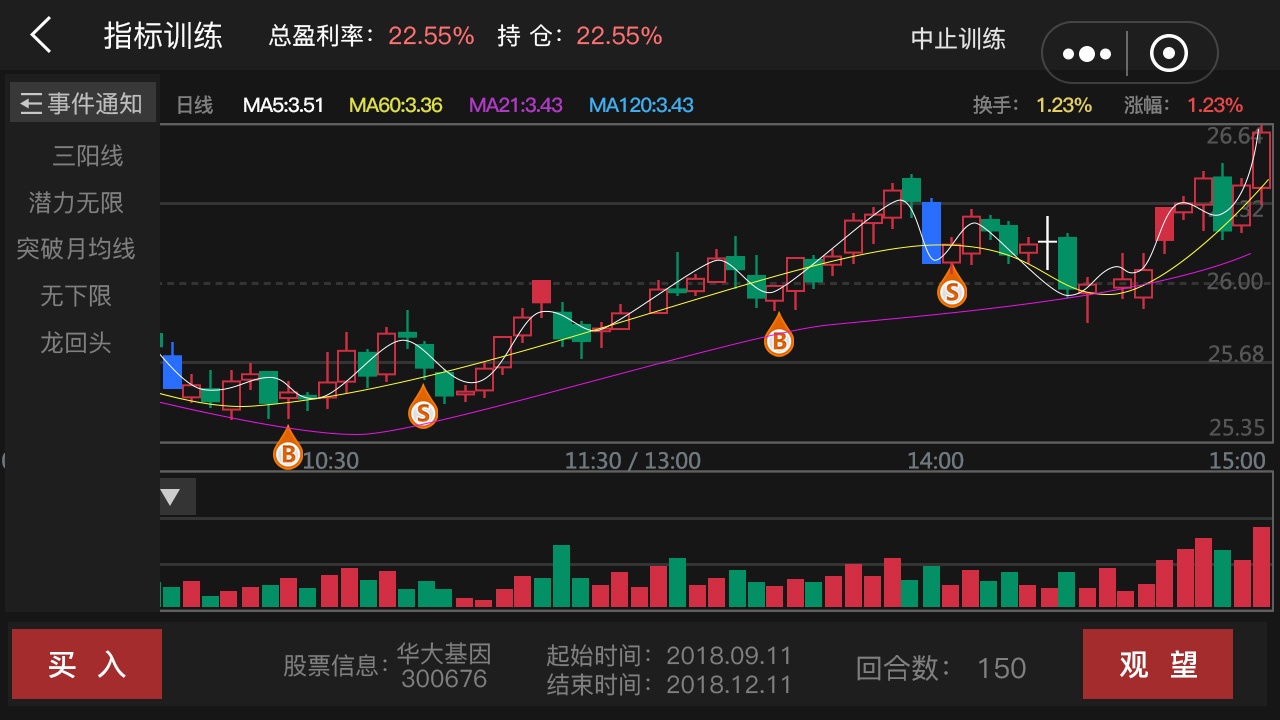 指标训练 总盈利率：22.55% 持 仓：22.55% 中止训练
事件通知 日线 MA5:3.51 MA60:3.36 MA21:3.43 MA120:3.43 换手：1.23% 涨幅：1.23%
三阳线
潜力无限
突破月均线
无下限
龙回头
26.64
26.00
25.68
25.35
S
B
S
B
10:30 11:30 / 13:00 14:00 15:00
买 入
股票信息：华大基因
300676
起始时间：2018.09.11
结束时间：2018.12.11
回合数：150
观 望